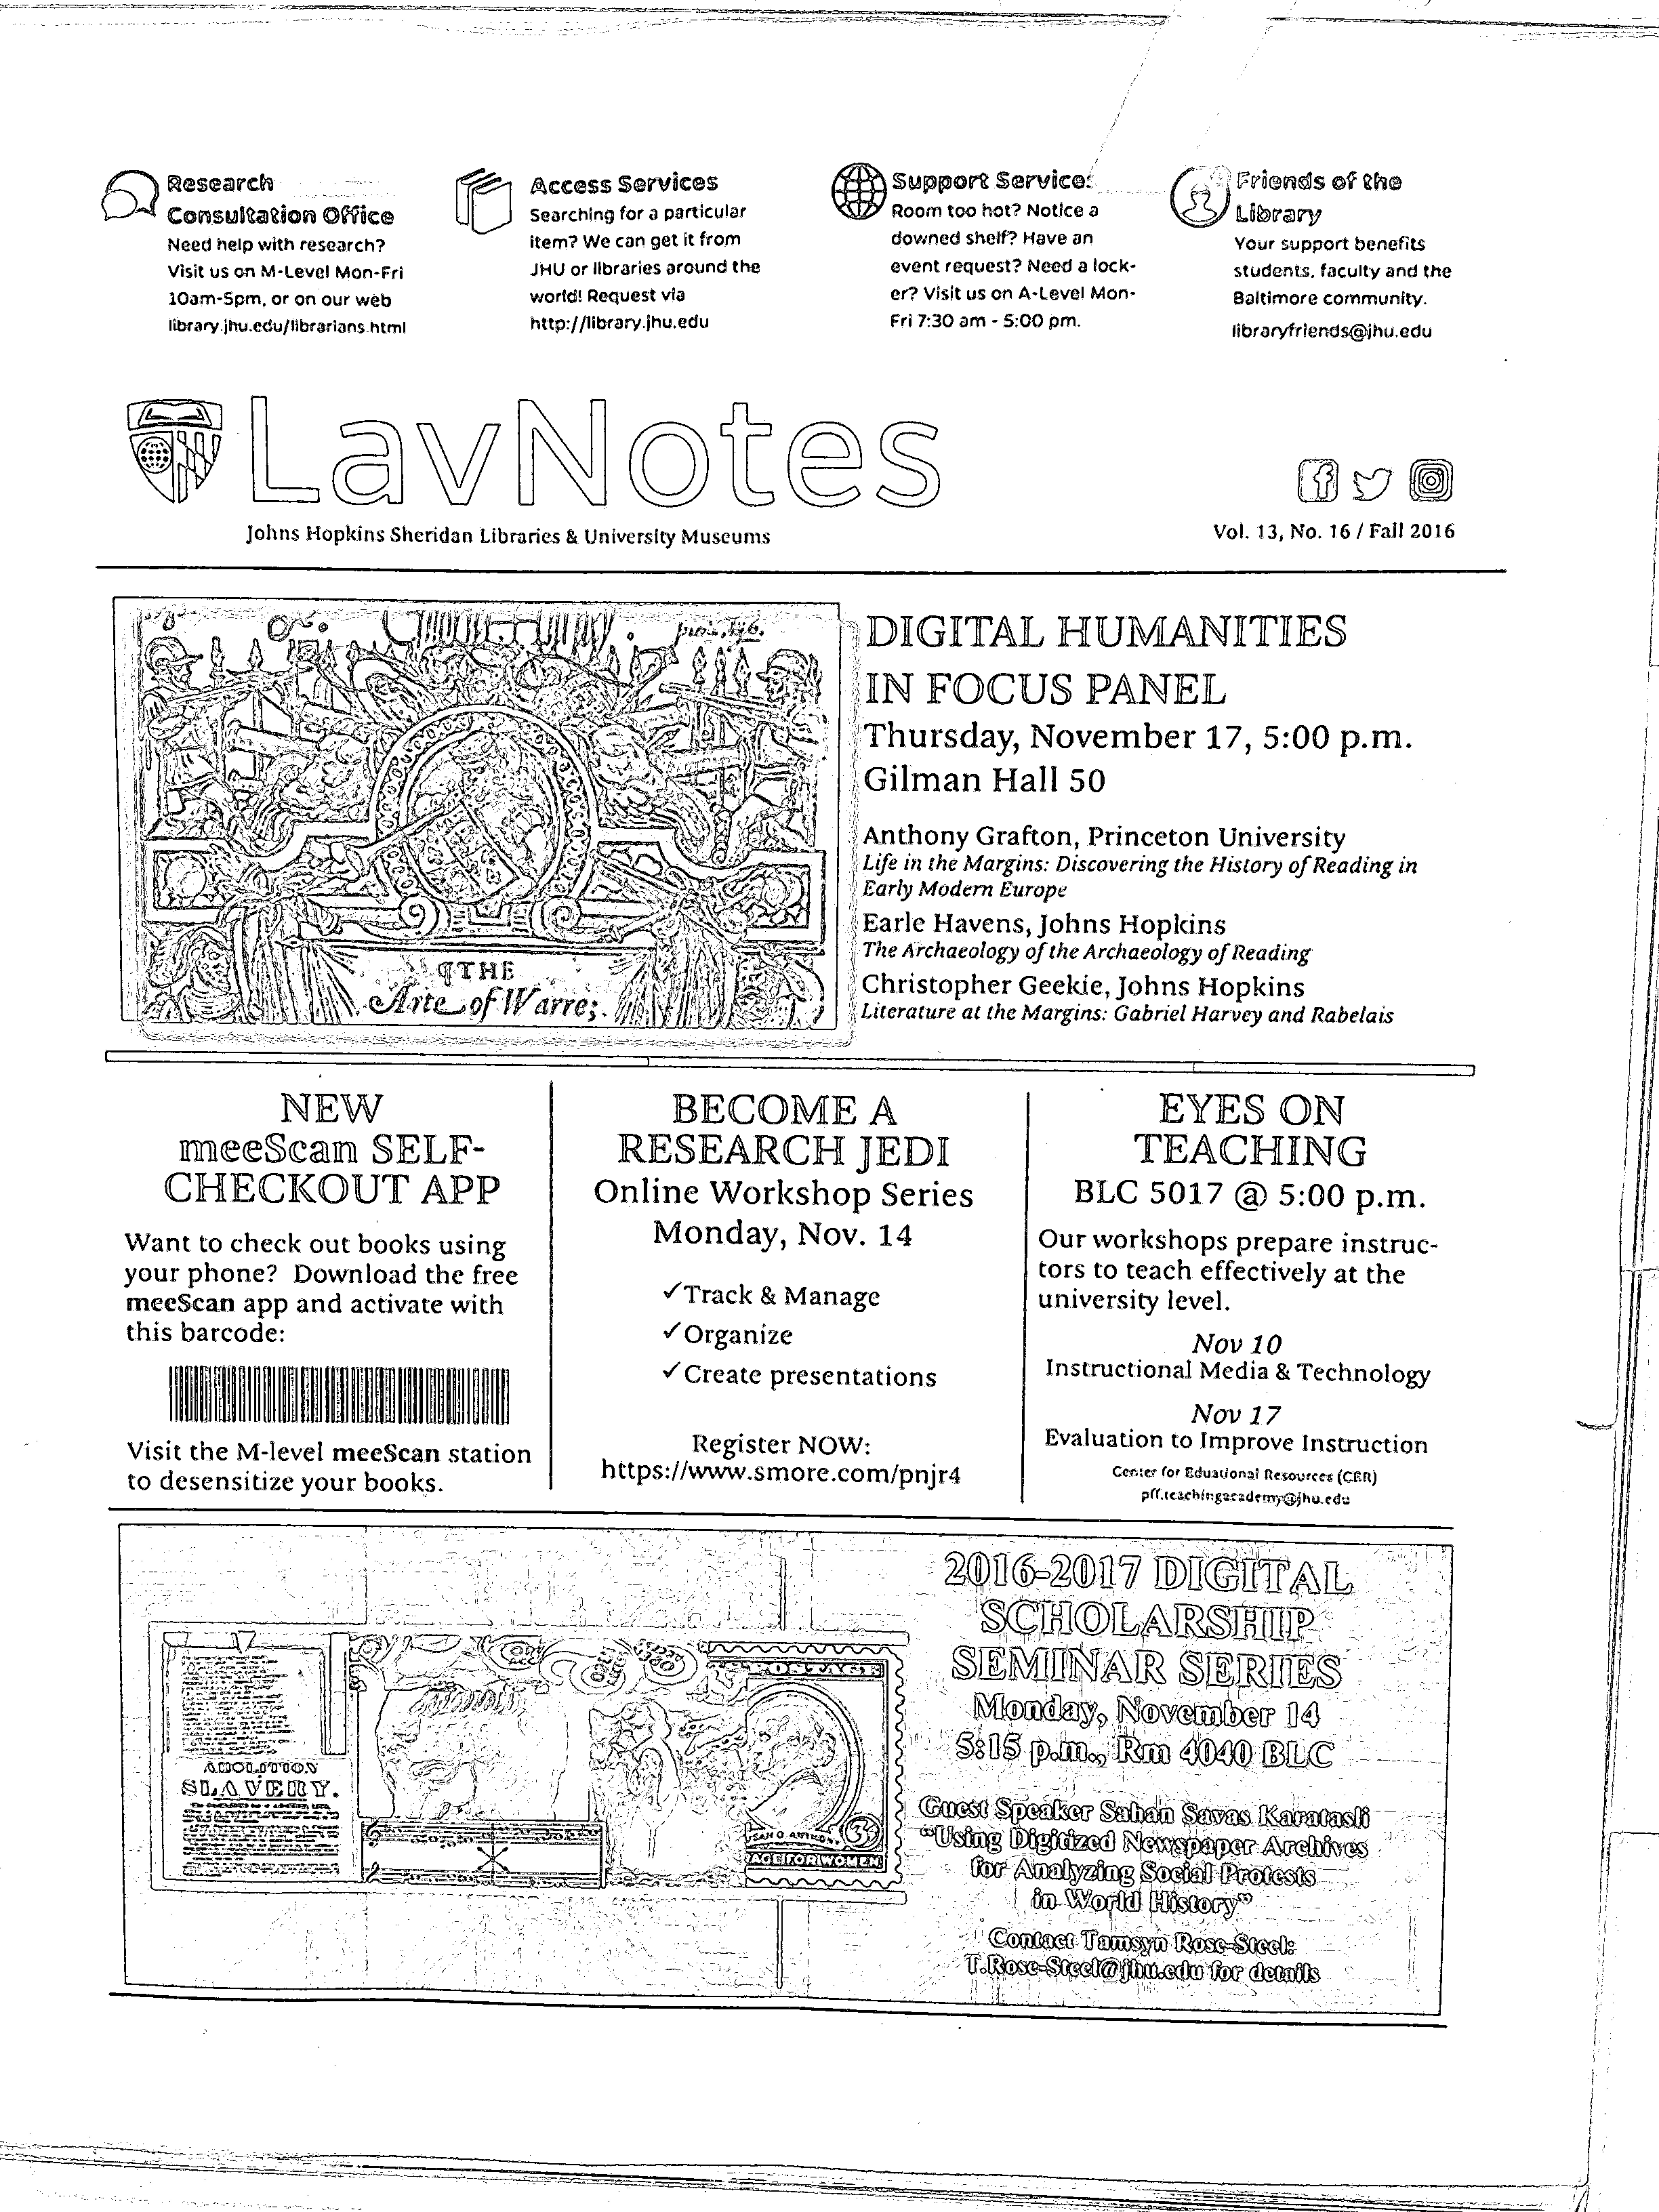 Research
Consultation Office
Need help with research?
Visit us on M-Level Mon-Fri
10am-5pm, or on our web
library.jhu.edu/librarians.html
Access Services
Searching for a particular
item? We can get it from
JHU or libraries around the
world! Request via
http://library.jhu.edu
Support Services
Room too hot? Notice a
downed shelf? Have an
event request? Need a lock-
er? Visit us on A-Level Mon-
Fri 7:30 am - 5:00 pm.
Friends of the
Library
Your support benefits
students, faculty and the
Baltimore community.
libraryfriends@jhu.edu
LavNotes
Johns Hopkins Sheridan Libraries & University Museums
Vol. 13, No. 16 / Fall 2016
THE
Arte of Warre;
DIGITAL HUMANITIES
IN FOCUS PANEL
Thursday, November 17, 5:00 p.m.
Gilman Hall 50
Anthony Grafton, Princeton University
Life in the Margins: Discovering the History of Reading in
Early Modern Europe
Earle Havens, Johns Hopkins
The Archaeology of the Archaeology of Reading
Christopher Geekie, Johns Hopkins
Literature at the Margins: Gabriel Harvey and Rabelais
NEW
meeScan SELF-
CHECKOUT APP
Want to check out books using
your phone? Download the free
meeScan app and activate with
this barcode:
Visit the M-level meeScan station
to desensitize your books.
BECOME A
RESEARCH JEDI
Online Workshop Series
Monday, Nov. 14
✓Track & Manage
✓Organize
✓Create presentations
Register NOW:
https://www.smore.com/pnjr4
EYES ON
TEACHING
BLC 5017 @ 5:00 p.m.
Our workshops prepare instruc-
tors to teach effectively at the
university level.
Nov 10
Instructional Media & Technology
Nov 17
Evaluation to Improve Instruction
Center for Eduational Resources (CER)
pff.teachingacademy@jhu.edu
ABOLITION
SLAVERY.
POSTAGE
SAN B. ANTHONY
3¢
AGE FOR WOMEN
2016-2017 DIGITAL
SCHOLARSHIP
SEMINAR SERIES
Monday, November 14
5:15 p.m., Rm 4040 BLC
Guest Speaker Sahan Savas Karatasli
“Using Digitized Newspaper Archives
for Analyzing Social Protests
in World History”
Contact Tamsyn Rose-Steel:
T.Rose-Steel@jhu.edu for details